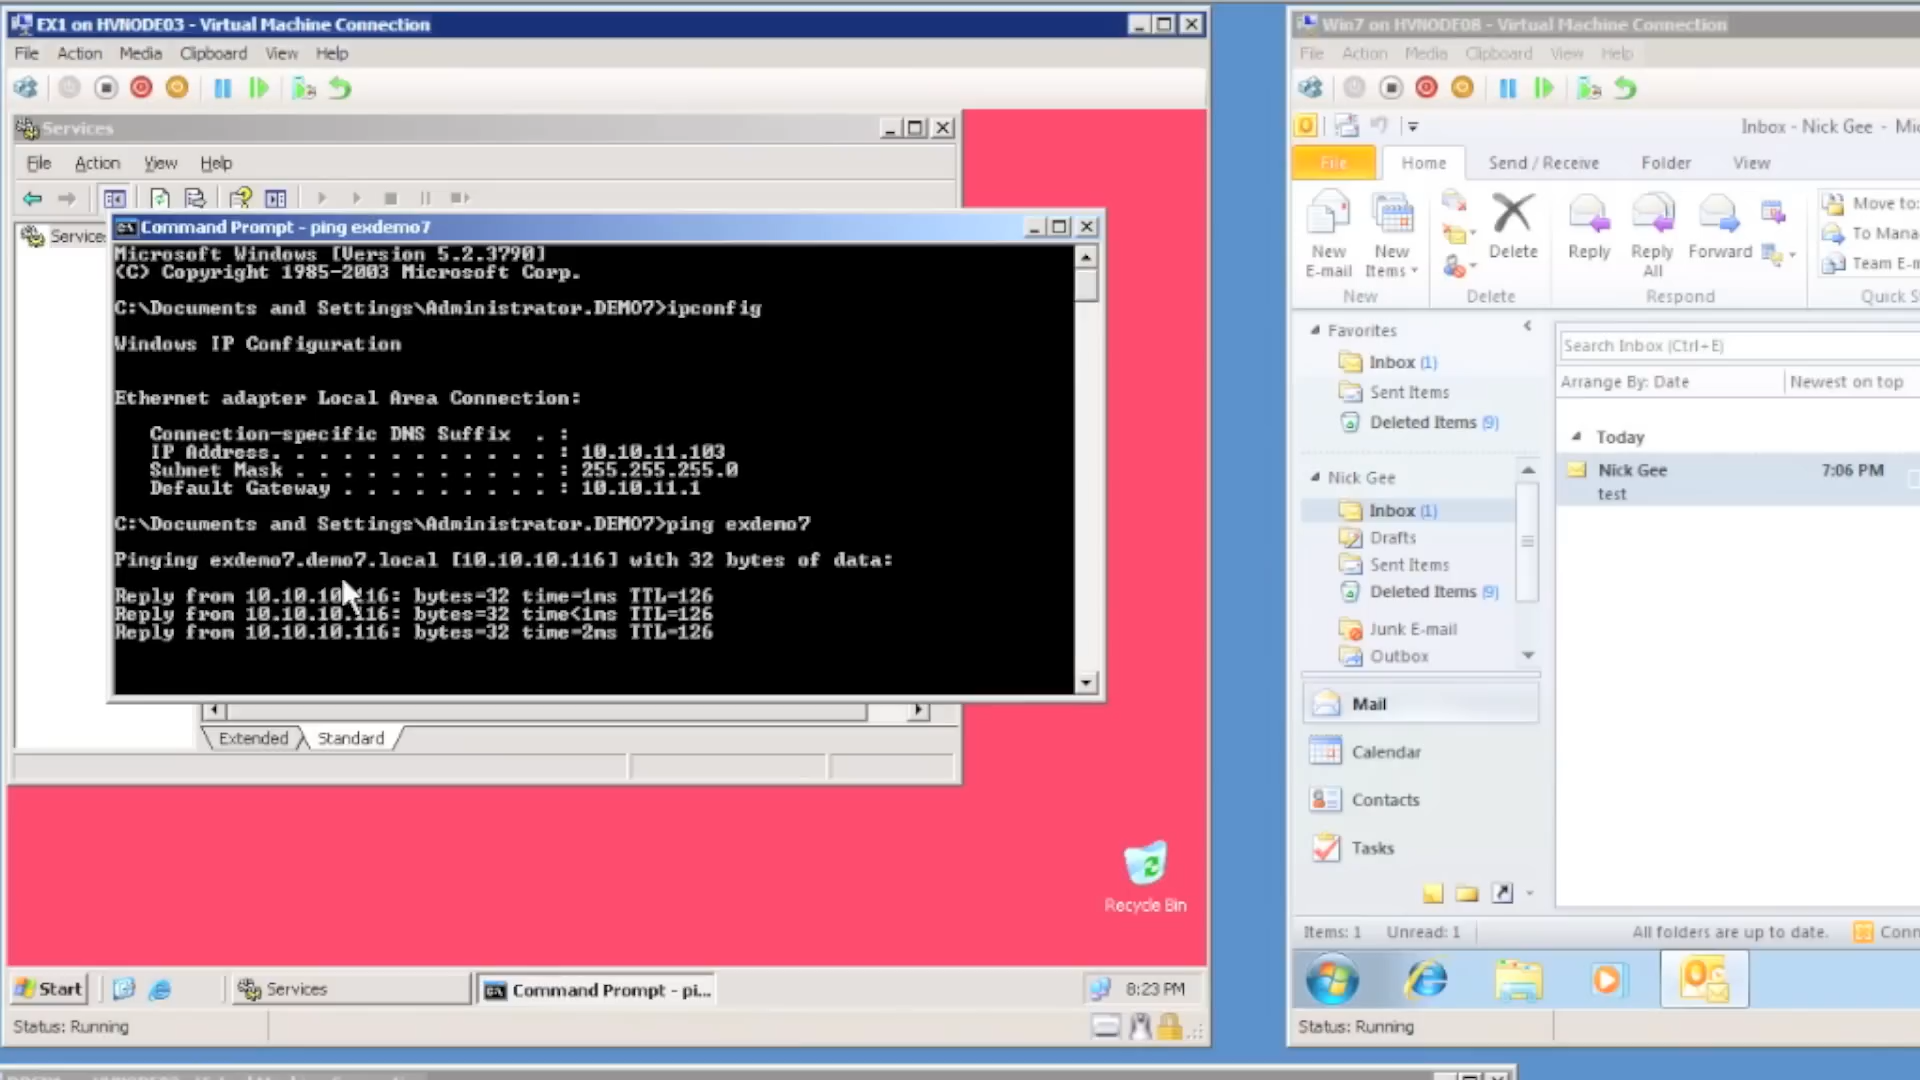 EX1 on HVNODE03 - Virtual Machine Connection
File Action Media Clipboard View Help
Services
File Action View Help
Service
Command Prompt - ping exdemo7
Microsoft Windows [Version 5.2.3790]
(C) Copyright 1985-2003 Microsoft Corp.
C:\Documents and Settings\Administrator.DEMO7>ipconfig
Windows IP Configuration
Ethernet adapter Local Area Connection:
Connection-specific DNS Suffix . :
IP Address. . . . . . . . . . . . : 10.10.11.103
Subnet Mask . . . . . . . . . . . : 255.255.255.0
Default Gateway . . . . . . . . . : 10.10.11.1
C:\Documents and Settings\Administrator.DEMO7>ping exdemo7
Pinging exdemo7.demo7.local [10.10.10.116] with 32 bytes of data:
Reply from 10.10.10.116: bytes=32 time=1ms TTL=126
Reply from 10.10.10.116: bytes=32 time<1ms TTL=126
Reply from 10.10.10.116: bytes=32 time=2ms TTL=126
Extended Standard
Recycle Bin
Start Services Command Prompt - pi... 8:23 PM
Status: Running
Win7 on HVNODE08 - Virtual Machine Connection
File Action Media Clipboard View Help
Inbox - Nick Gee - Mic
File Home Send / Receive Folder View
New E-mail
New Items
Delete
Reply
Reply All
Forward
Move to:
To Mana
Team E-m
New Delete Respond Quick S
Favorites
Inbox (1)
Sent Items
Deleted Items (9)
Nick Gee
Inbox (1)
Drafts
Sent Items
Deleted Items (9)
Junk E-mail
Outbox
Mail
Calendar
Contacts
Tasks
Search Inbox (Ctrl+E)
Arrange By: Date Newest on top
Today
Nick Gee 7:06 PM
test
Items: 1 Unread: 1 All folders are up to date. Conn
Status: Running